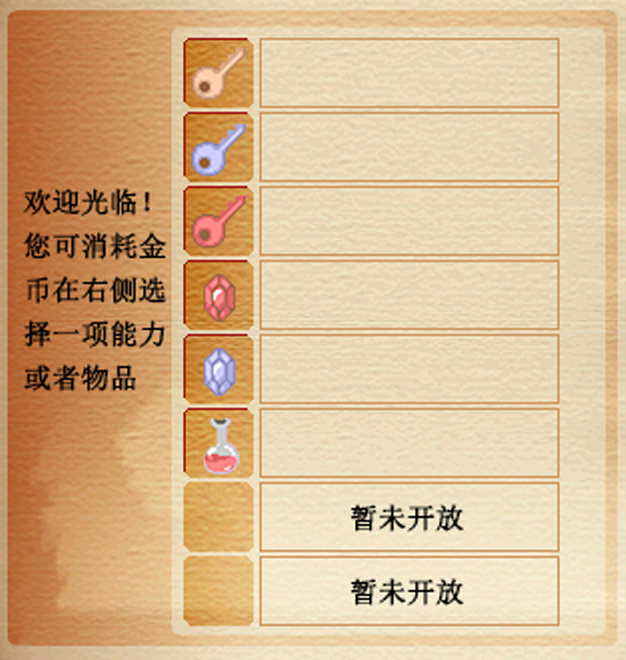 欢迎光临！
您可消耗金
币在右侧选
择一项能力
或者物品
暂未开放
暂未开放